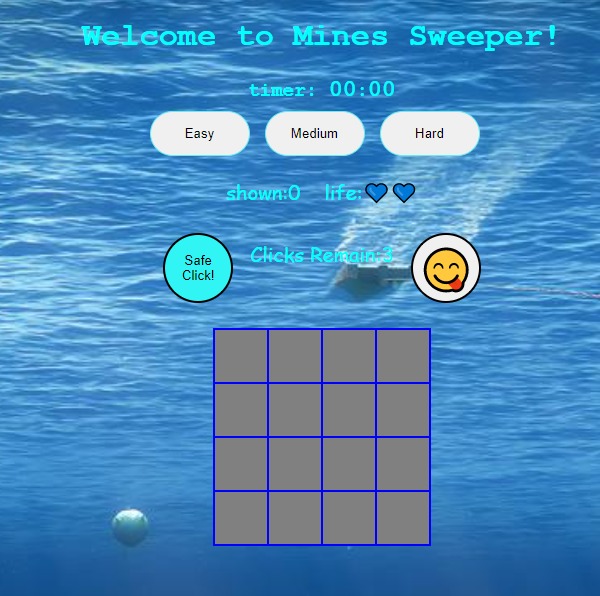 Welcome to Mines Sweeper!
timer: 00:00
Easy Medium Hard
shown:0 life:💙💙
Safe
Click!
Clicks Remain:3